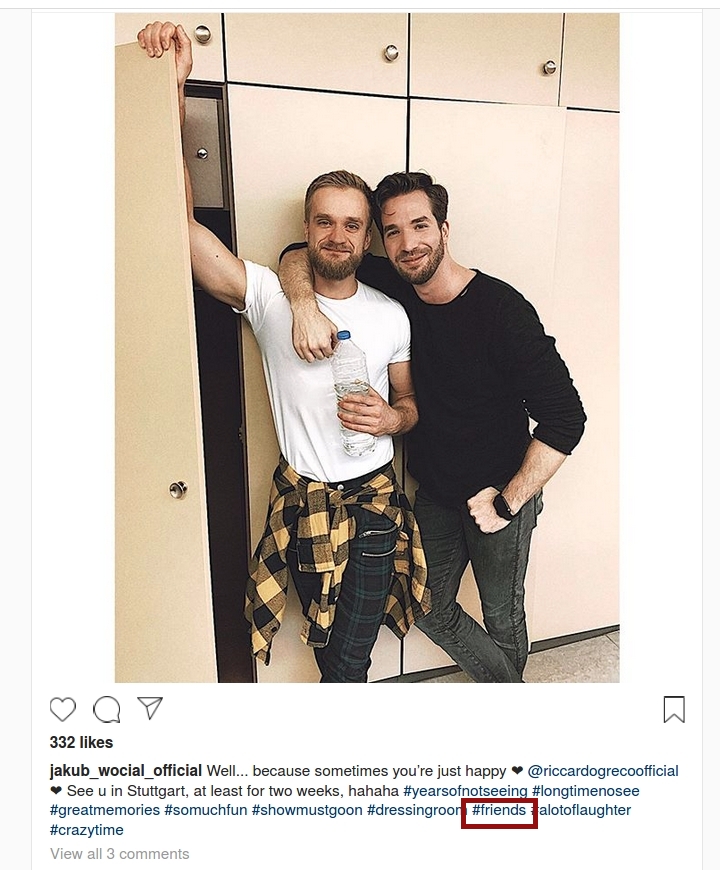 332 likes
jakub_wocial_official Well... because sometimes you're just happy ❤ @riccardogrecoofficial
❤ See u in Stuttgart, at least for two weeks, hahaha #yearsofnotseeing #longtimenosee
#greatmemories #somuchfun #showmustgoon #dressingroom #friends #alotoflaughter
#crazytime
View all 3 comments